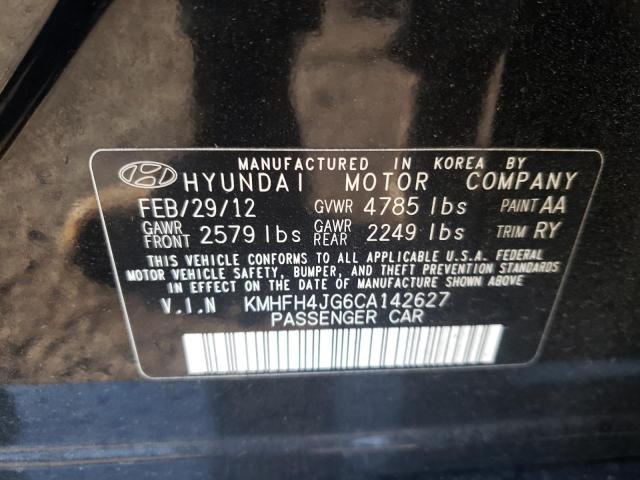 MANUFACTURED IN KOREA BY
HYUNDAI MOTOR COMPANY
FEB/29/12 GVWR 4785 lbs PAINT AA
GAWR FRONT 2579 lbs GAWR REAR 2249 lbs TRIM RY
THIS VEHICLE CONFORMS TO ALL APPLICABLE U.S.A. FEDERAL
MOTOR VEHICLE SAFETY, BUMPER, AND THEFT PREVENTION
STANDARDS IN EFFECT ON THE DATE OF
MANUFACTURE SHOWN ABOVE.
V.I.N KMHFH4JG6CA142627
PASSENGER CAR